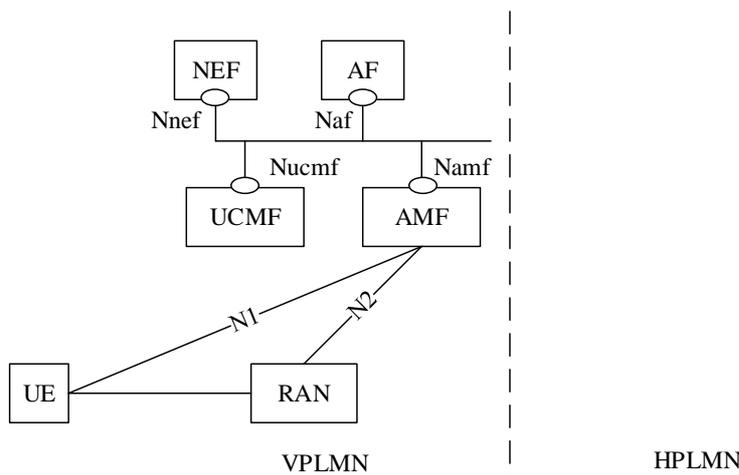 NEF AF
Nnef Naf
Nucmf Namf
UCMF AMF
N1 N2
UE RAN
VPLMN HPLMN